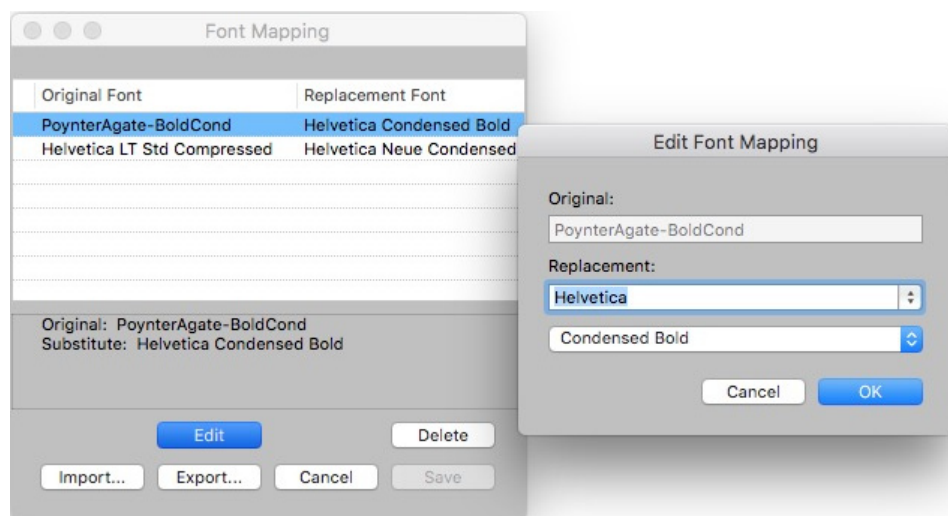 Font Mapping
Original Font Replacement Font
PoynterAgate-BoldCond Helvetica Condensed Bold
Helvetica LT Std Compressed Helvetica Neue Condensed
Original: PoynterAgate-BoldCond
Substitute: Helvetica Condensed Bold
Edit Delete
Import... Export... Cancel Save
Edit Font Mapping
Original:
PoynterAgate-BoldCond
Replacement:
Helvetica
Condensed Bold
Cancel OK